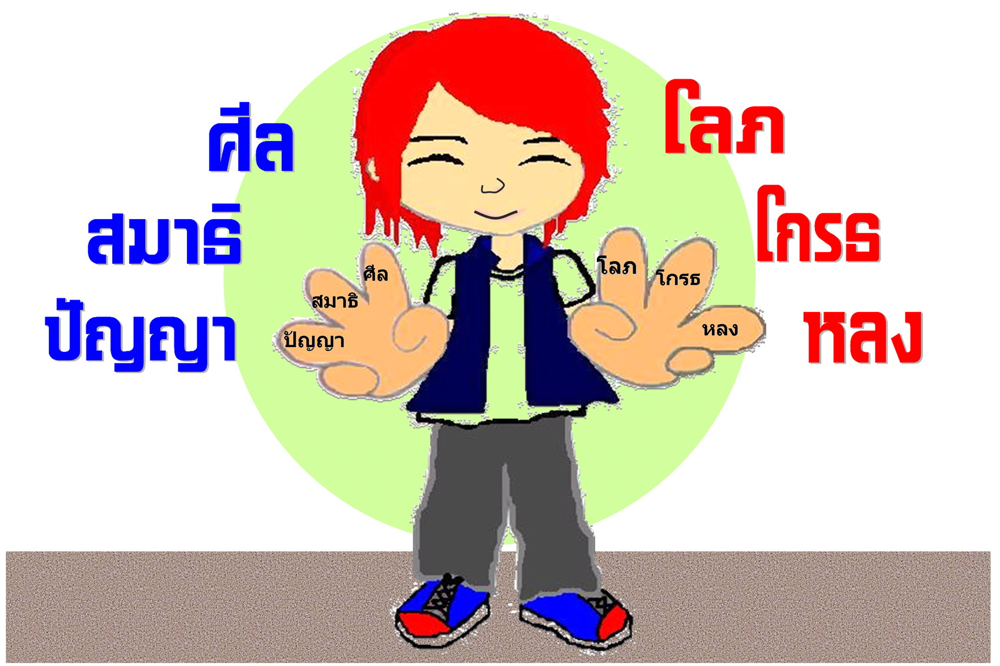 ศีล
สมาธิ
ปัญญา
โลภ
โกรธ
หลง
ศีล
สมาธิ
ปัญญา
โลภ
โกรธ
หลง